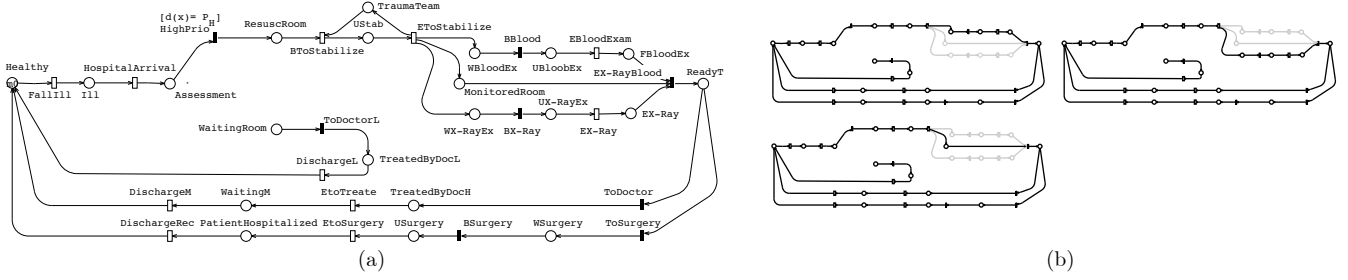 TraumaTeam
[d(x)= P_H]
HighPrio
ResuscRoom
UStab
EToStabilize
BToStabilize
BBlood
EBloodExam
WBloodEx
UBloobEx
FBloodEx
EX-RayBlood
ReadyT
Healthy
HospitalArrival
FallIll
Ill
Assessment
MonitoredRoom
UX-RayEx
WX-RayEx
BX-Ray
EX-Ray
EX-Ray
WaitingRoom
ToDoctorL
DischargeL
TreatedByDocL
DischargeM
WaitingM
EtoTreate
TreatedByDocH
ToDoctor
DischargeRec
PatientHospitalized
EtoSurgery
USurgery
BSurgery
WSurgery
ToSurgery
(a)
(b)